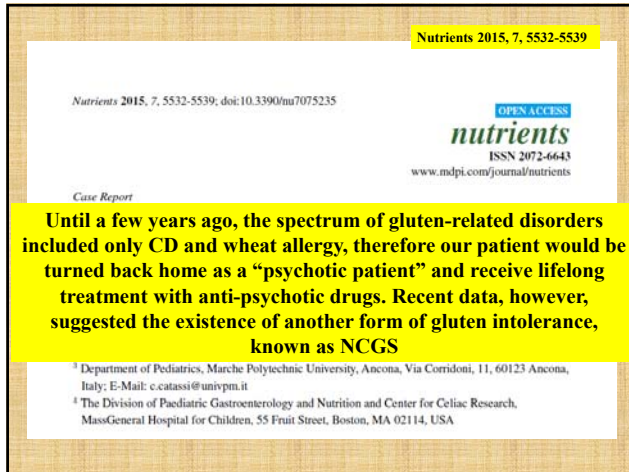 Nutrients 2015, 7, 5532-5539
Nutrients 2015, 7, 5532-5539; doi:10.3390/nu7075235
OPEN ACCESS
nutrients
ISSN 2072-6643
www.mdpi.com/journal/nutrients
Case Report
Until a few years ago, the spectrum of gluten-related disorders
included only CD and wheat allergy, therefore our patient would be
turned back home as a “psychotic patient” and receive lifelong
treatment with anti-psychotic drugs. Recent data, however,
suggested the existence of another form of gluten intolerance,
known as NCGS
³ Department of Pediatrics, Marche Polytechnic University, Ancona, Via Corridoni, 11, 60123 Ancona,
Italy; E-Mail: c.catassi@univpm.it
⁴ The Division of Paediatric Gastroenterology and Nutrition and Center for Celiac Research,
MassGeneral Hospital for Children, 55 Fruit Street, Boston, MA 02114, USA